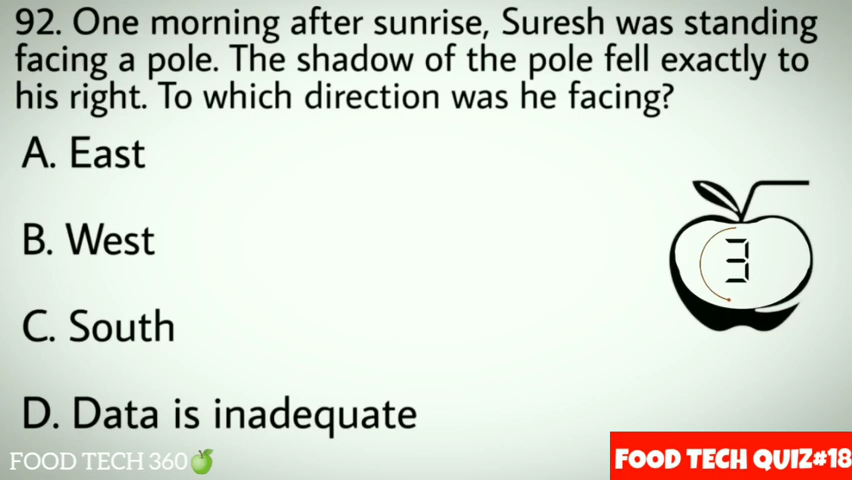 92. One morning after sunrise, Suresh was standing
facing a pole. The shadow of the pole fell exactly to
his right. To which direction was he facing?
A. East
B. West
C. South
D. Data is inadequate
3
FOOD TECH 360
FOOD TECH QUIZ#18